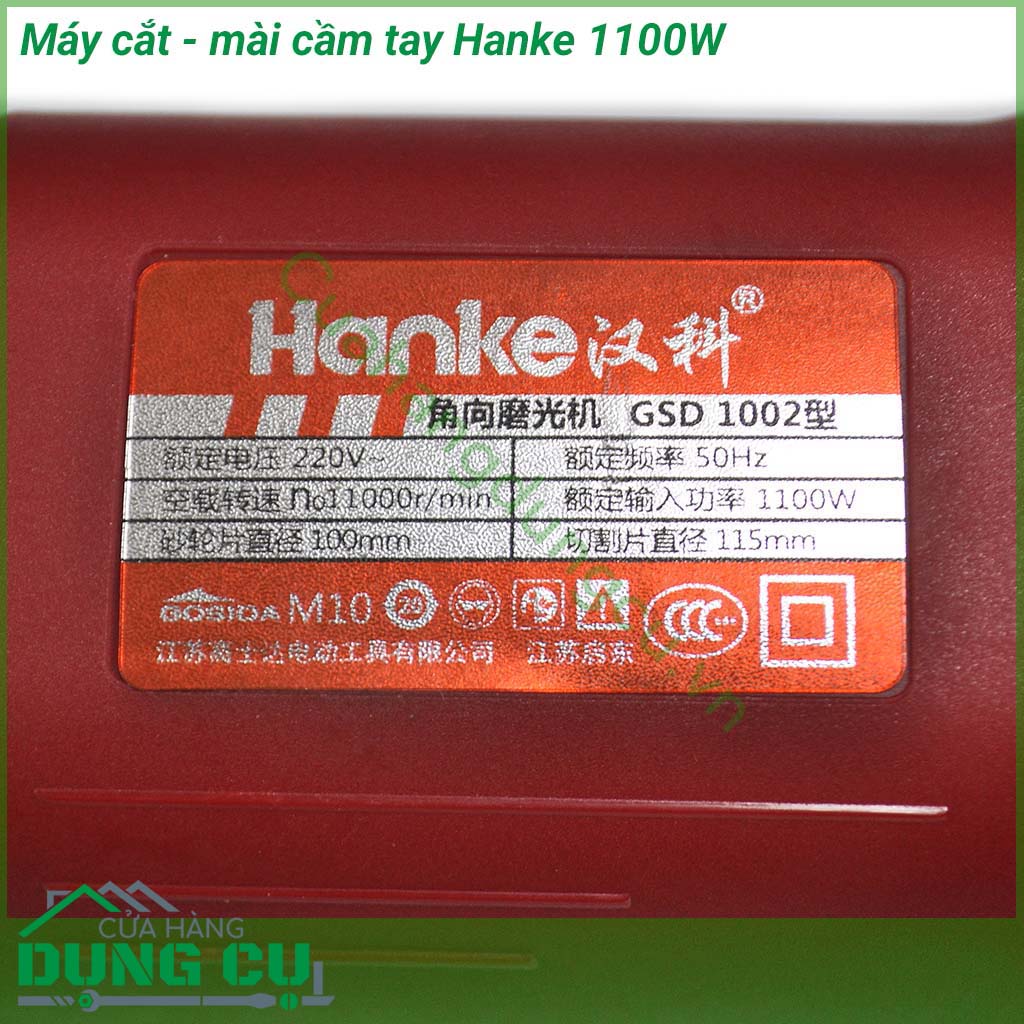 Máy cắt - mài cầm tay Hanke 1100W
Hanke汉科®
角向磨光机 GSD 1002型
额定电压 220V~ 额定频率 50Hz
空载转速 n₀11000r/min 额定输入功率 1100W
砂轮片直径 100mm 切割片直径 115mm
GOSIDA M10 CCC
江苏高士达电动工具有限公司 江苏启东
Cuahangdungcu.vn
CỬA HÀNG
DỤNG CỤ